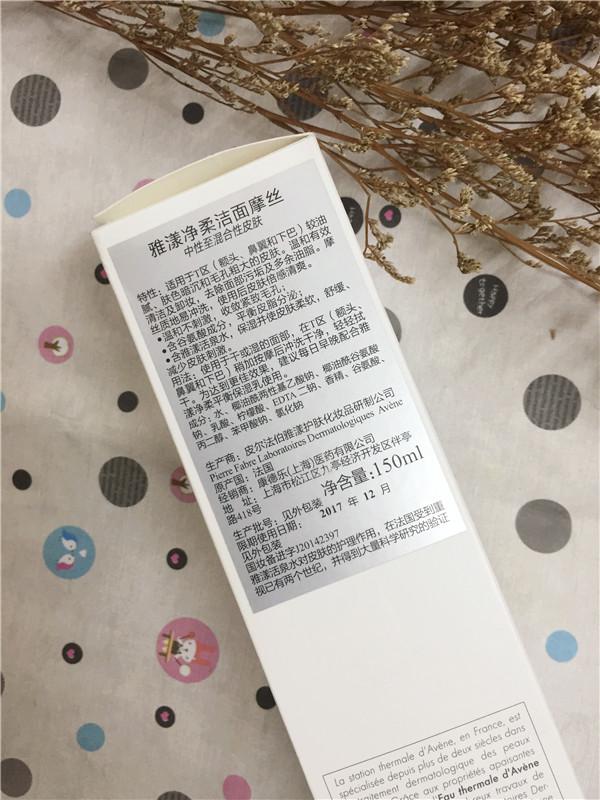 雅漾净柔洁面摩丝
中性至混合性皮肤
特性：适用于T区（额头、鼻翼和下巴）较油
腻、肤色暗沉和毛孔粗大的皮肤。温和有效
清洁及卸妆，去除面部污垢及多余油脂。摩
丝质地易冲洗，使用后皮肤倍感清爽。
•温和不刺激，收敛紧致毛孔；
•含谷氨酸成分，平衡皮脂分泌；
•含雅漾活泉水，保湿并使皮肤柔软，舒缓、
减少皮肤刺激。
用法：使用于干或湿的面部，在T区（额头、
鼻翼和下巴）稍加按摩后冲洗干净，轻轻拭
干。为达到更佳效果，建议每日早晚配合雅
漾净柔平衡保湿乳使用。
成分：水、椰油酰两性基乙酸钠、椰油酰谷氨酸
钠、乳酸、柠檬酸、EDTA 二钠、香精、谷氨酸、
丙二醇、苯甲酸钠、氯化钠
生产商：皮尔法伯雅漾护肤化妆品研制公司
Pierre Fabre Laboratoires Dermatologiques Avène
原产国：法国
经销商：康德乐(上海)医药有限公司
地 址：上海市松江区九亭经济开发区伴亭
路418号
净含量:150ml
生产批号：见外包装
限期使用日期： 2017 年 12 月
见外包装
国妆备进字J20142397
雅漾活泉水对皮肤的护理作用，在法国受到重
视已有两个世纪，并得到大量科学研究的验证
La station thermale d'Avène, en France, est
spécialisée depuis plus de deux siècles dans
traitement dermatologique des peaux
Grâce aux propriétés apaisantes
l'Eau thermale d'Avène
travaux de
Der-
Happy
together